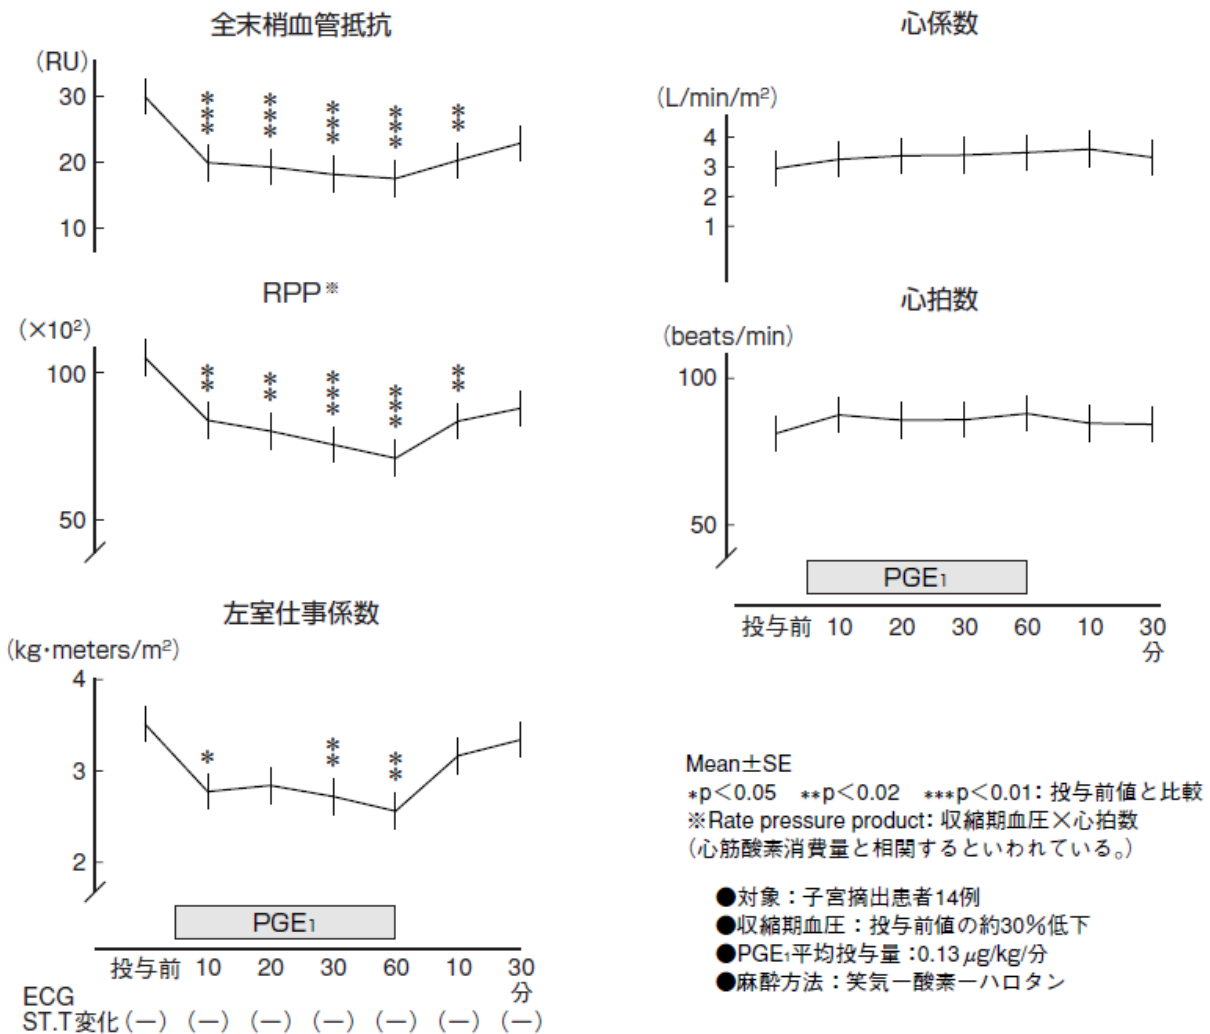 全末梢血管抵抗
(RU)
30
20
10
***
***
***
***
**
RPP※
(×10²)
100
50
**
**
***
***
**
左室仕事係数
(kg・meters/m²)
4
3
2
*
**
**
PGE₁
投与前 10 20 30 60 10 30
分
ECG
ST.T変化 (-) (-) (-) (-) (-) (-) (-)
心係数
(L/min/m²)
4
3
2
1
心拍数
(beats/min)
100
50
PGE₁
投与前 10 20 30 60 10 30
分
Mean±SE
*p<0.05 **p<0.02 ***p<0.01:投与前値と比較
※Rate pressure product:収縮期血圧×心拍数
(心筋酸素消費量と相関するといわれている。)
●対象:子宮摘出患者14例
●収縮期血圧:投与前値の約30%低下
●PGE₁平均投与量:0.13μg/kg/分
●麻酔方法:笑気ー酸素ーハロタン